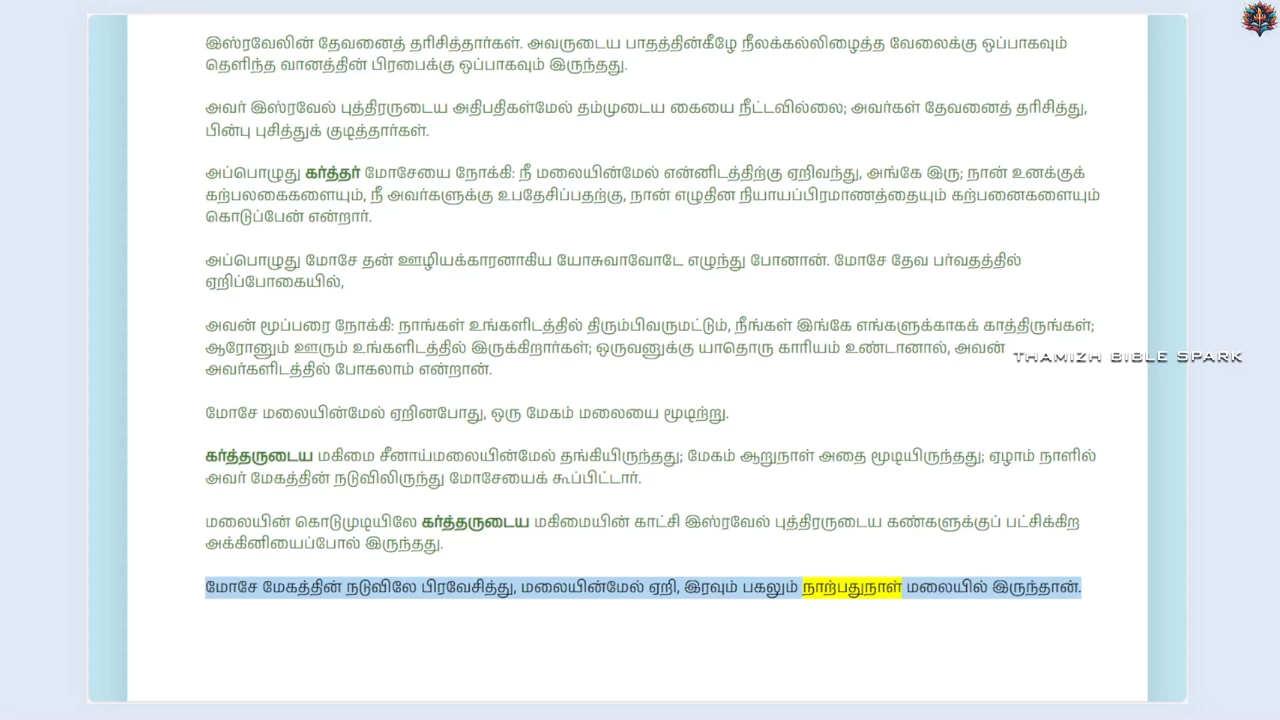 இஸ்ரவேலின் தேவனைத் தரிசித்தார்கள். அவருடைய பாதத்தின்கீழே நீலக்கல்லிழைத்த வேலைக்கு ஒப்பாகவும்
தெளிந்த வானத்தின் பிரபைக்கு ஒப்பாகவும் இருந்தது.
அவர் இஸ்ரவேல் புத்திரருடைய அதிபதிகள்மேல் தம்முடைய கையை நீட்டவில்லை; அவர்கள் தேவனைத் தரிசித்து,
பின்பு புசித்துக் குடித்தார்கள்.
அப்பொழுது கர்த்தர் மோசேயை நோக்கி: நீ மலையின்மேல் என்னிடத்திற்கு ஏறிவந்து, அங்கே இரு; நான் உனக்குக்
கற்பலகைகளையும், நீ அவர்களுக்கு உபதேசிப்பதற்கு, நான் எழுதின நியாயப்பிரமாணத்தையும் கற்பனைகளையும்
கொடுப்பேன் என்றார்.
அப்பொழுது மோசே தன் ஊழியக்காரனாகிய யோசுவாவோடே எழுந்து போனான். மோசே தேவ பர்வதத்தில்
ஏறிப்போகையில்,
அவன் மூப்பரை நோக்கி: நாங்கள் உங்களிடத்தில் திரும்பிவருமட்டும், நீங்கள் இங்கே எங்களுக்காகக் காத்திருங்கள்;
ஆரோனும் ஊரும் உங்களிடத்தில் இருக்கிறார்கள்; ஒருவனுக்கு யாதொரு காரியம் உண்டானால், அவன்
THAMIZH BIBLE SPARK
அவர்களிடத்தில் போகலாம் என்றான்.
மோசே மலையின்மேல் ஏறினபோது, ஒரு மேகம் மலையை மூடிற்று.
கர்த்தருடைய மகிமை சீனாய்மலையின்மேல் தங்கியிருந்தது; மேகம் ஆறுநாள் அதை மூடியிருந்தது; ஏழாம் நாளில்
அவர் மேகத்தின் நடுவிலிருந்து மோசேயைக் கூப்பிட்டார்.
மலையின் கொடுமுடியிலே கர்த்தருடைய மகிமையின் காட்சி இஸ்ரவேல் புத்திரருடைய கண்களுக்குப் பட்சிக்கிற
அக்கினியைப்போல் இருந்தது.
மோசே மேகத்தின் நடுவிலே பிரவேசித்து, மலையின்மேல் ஏறி, இரவும் பகலும் நாற்பதுநாள் மலையில் இருந்தான்.